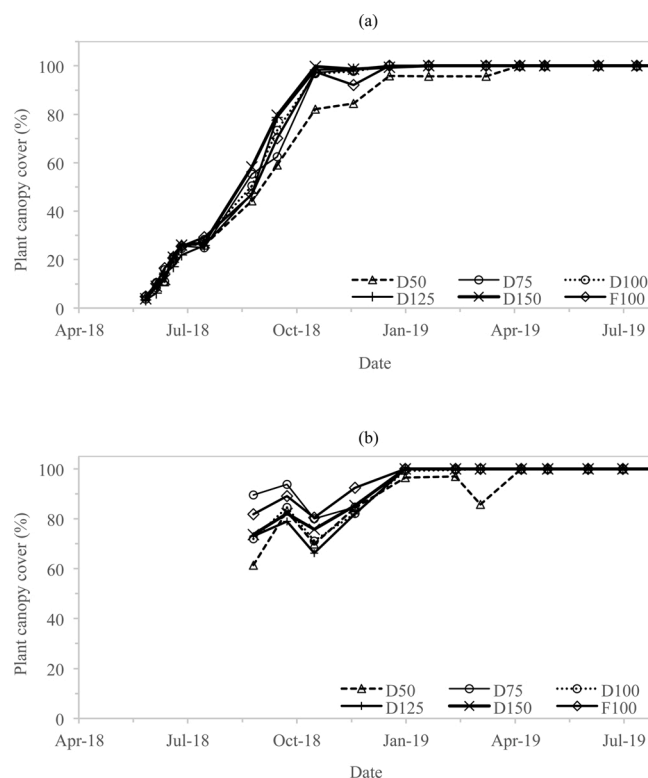 (a)
Plant canopy cover (%)
100
80
60
40
20
0
D50 D75 D100
D125 D150 F100
Apr-18 Jul-18 Oct-18 Jan-19 Apr-19 Jul-19
Date
(b)
Plant canopy cover (%)
100
80
60
40
20
0
D50 D75 D100
D125 D150 F100
Apr-18 Jul-18 Oct-18 Jan-19 Apr-19 Jul-19
Date